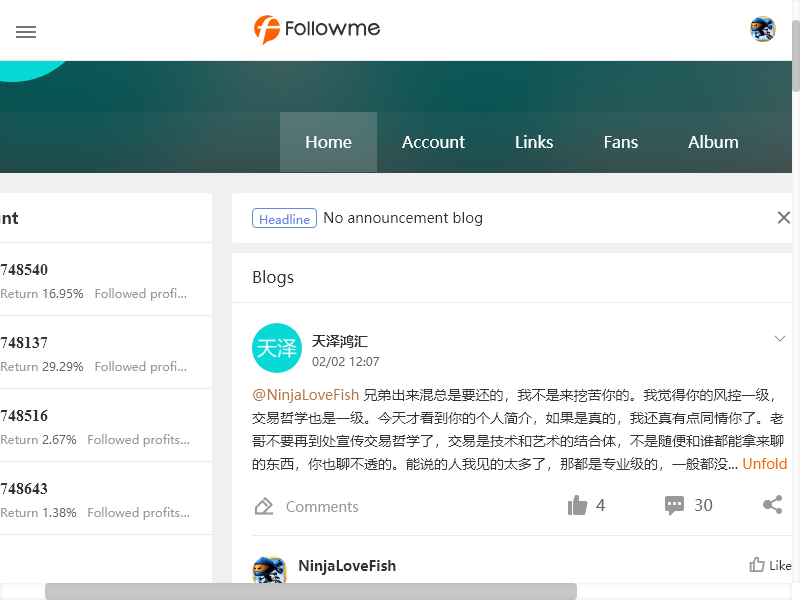 Followme
Home
Account
Links
Fans
Album
nt
748540
Return 16.95% Followed profi...
748137
Return 29.29% Followed profi...
748516
Return 2.67% Followed profits...
748643
Return 1.38% Followed profits...
Headline No announcement blog
Blogs
天泽
天泽鸿汇
02/02 12:07
@NinjaLoveFish 兄弟出来混总是要还的，我不是来挖苦你的。我觉得你的风控一级，
交易哲学也是一级。今天才看到你的个人简介，如果是真的，我还真有点同情你了。老
哥不要再到处宣传交易哲学了，交易是技术和艺术的结合体，不是随便和谁都能拿来聊
的东西，你也聊不透的。能说的人我见的太多了，那都是专业级的，一般都没... Unfold
Comments
4
30
NinjaLoveFish
Like